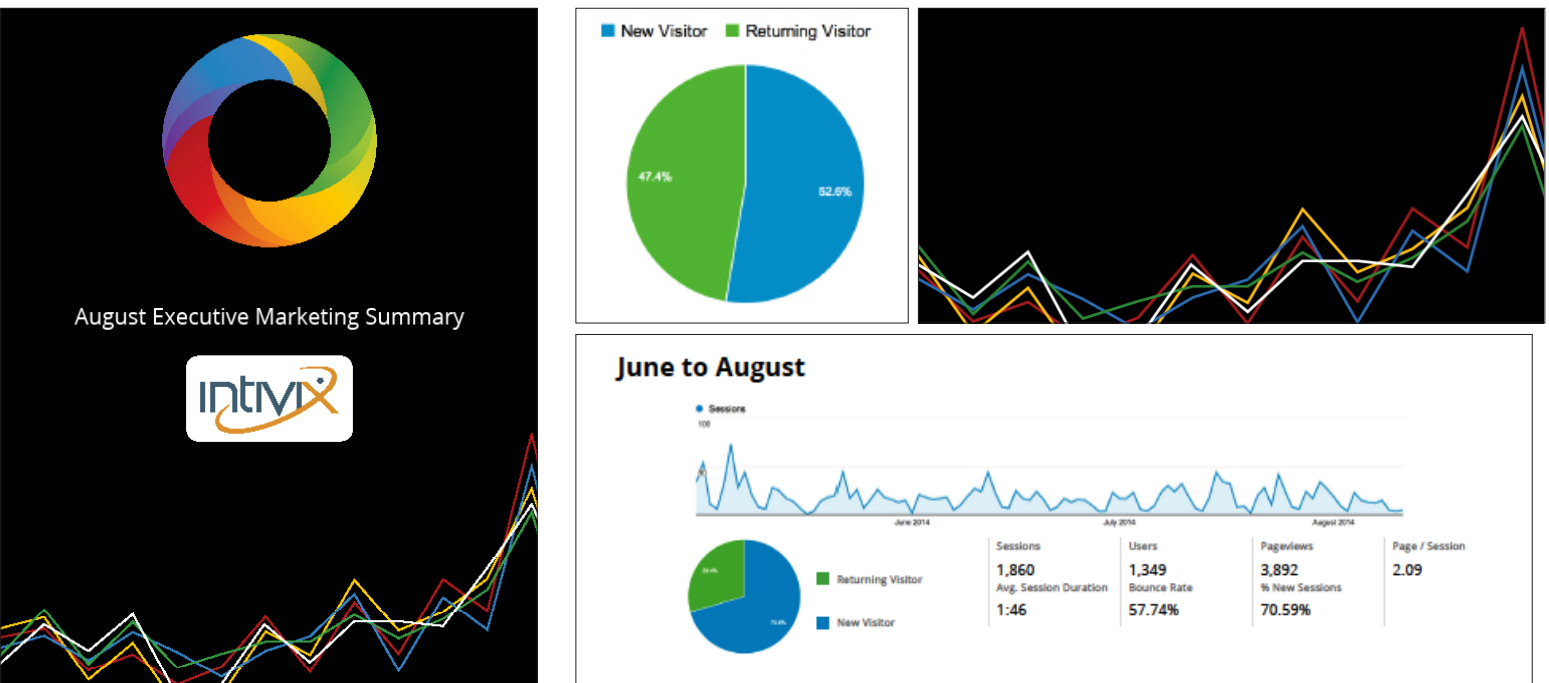 August Executive Marketing Summary
intivix
New Visitor Returning Visitor
47.4%
52.6%
June to August
Sessions
100
June 2014 July 2014 August 2014
Returning Visitor
New Visitor
Sessions Users Pageviews Page / Session
1,860 1,349 3,892 2.09
Avg. Session Duration Bounce Rate % New Sessions
1:46 57.74% 70.59%